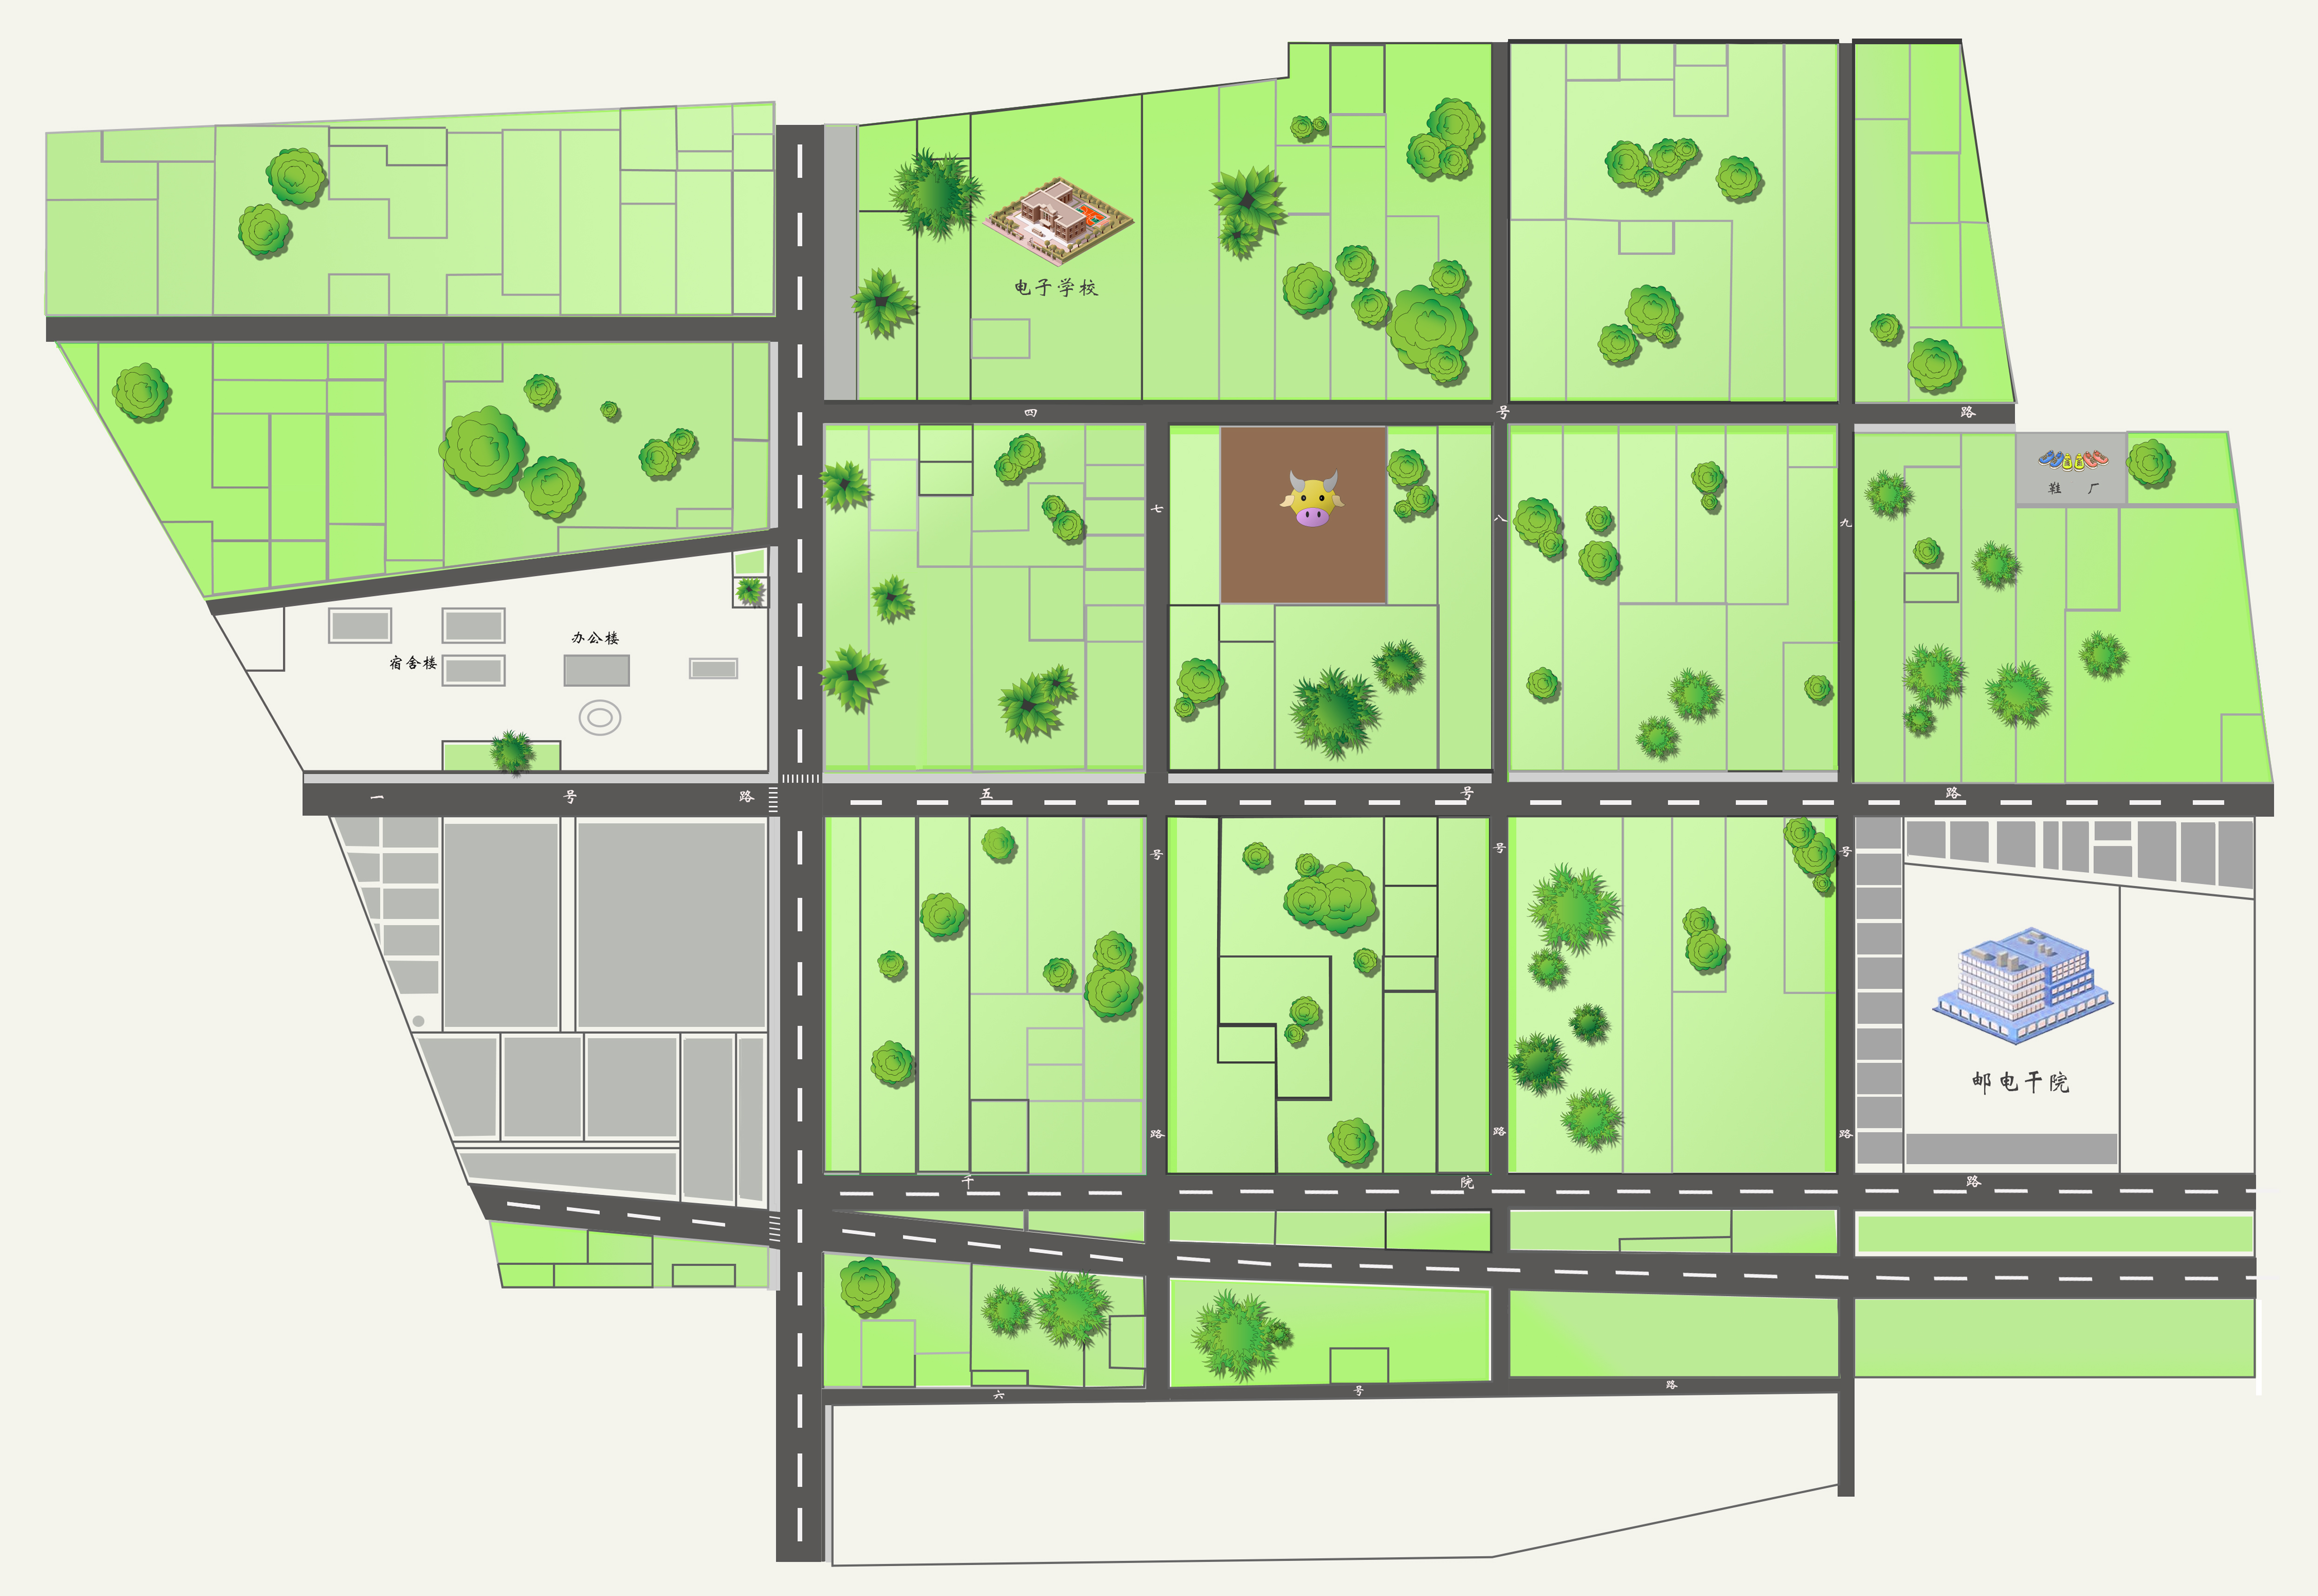 电子学校
四号路
鞋厂
七号路
八号路
九号路
办公楼
宿舍楼
一号路
五号路
邮电干院
干院路
六号路